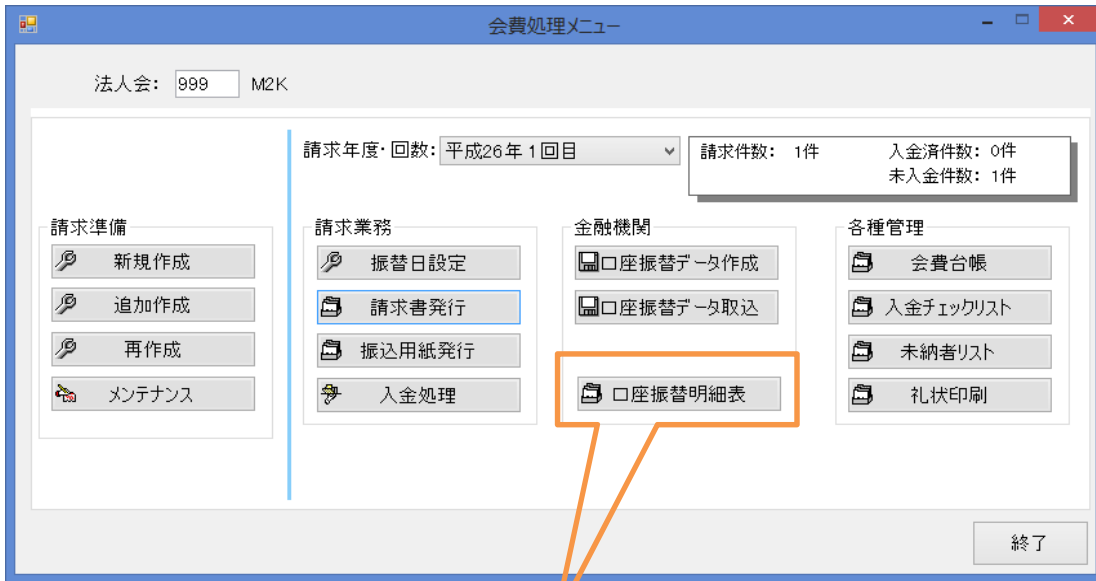 会費処理メニュー
法人会: 999 M2K
請求年度・回数: 平成26年1回目
請求件数: 1件 入金済件数: 0件
未入金件数: 1件
請求準備
新規作成
追加作成
再作成
メンテナンス
請求業務
振替日設定
請求書発行
振込用紙発行
入金処理
金融機関
口座振替データ作成
口座振替データ取込
口座振替明細表
各種管理
会費台帳
入金チェックリスト
未納者リスト
礼状印刷
終了